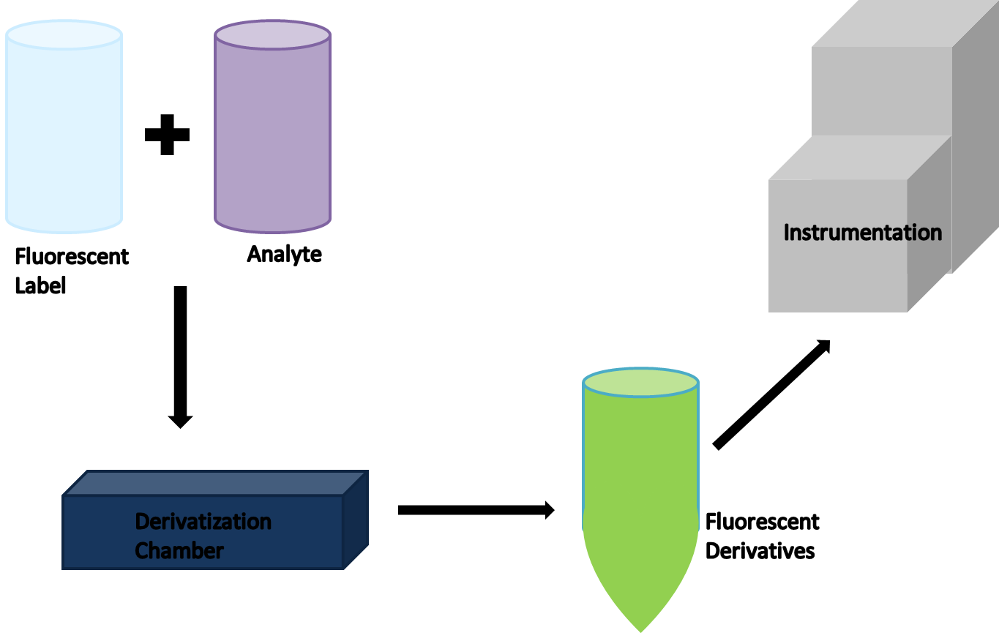 Fluorescent
Label
Analyte
Instrumentation
Derivatization
Chamber
Fluorescent
Derivatives